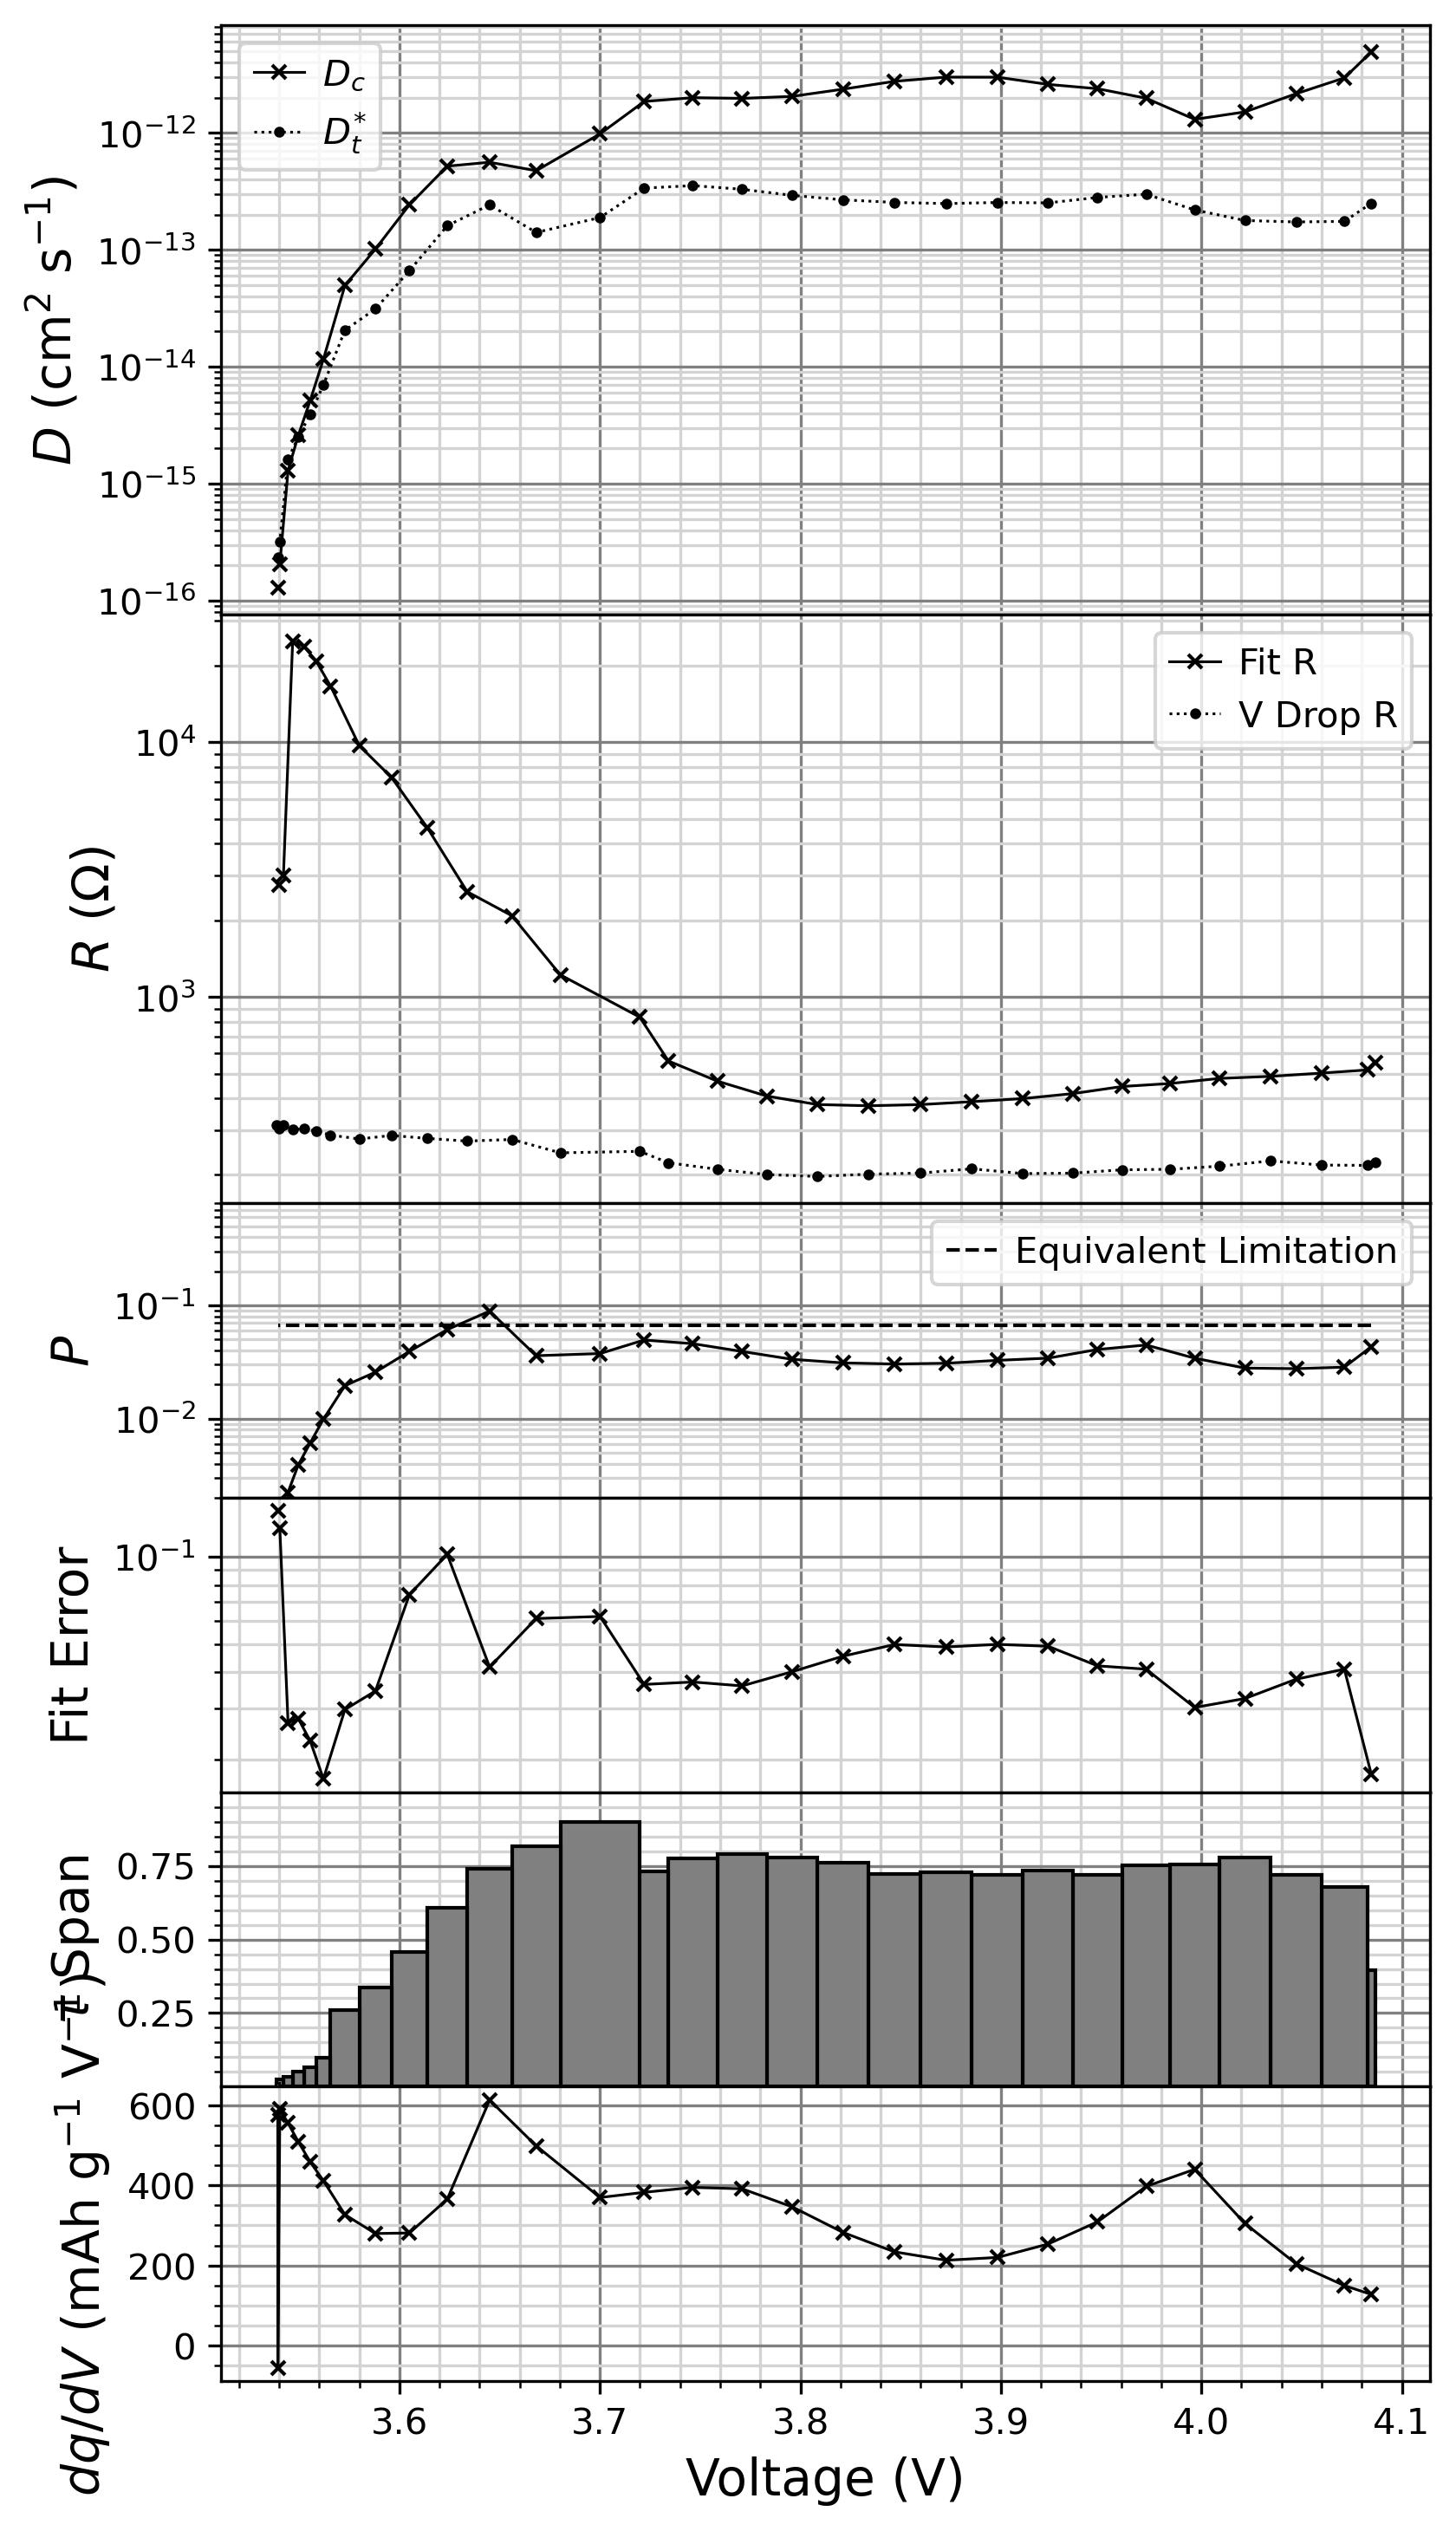 D_c
D_t^*
10^−12
10^−13
10^−14
10^−15
10^−16
D (cm^2 s^−1)
Fit R
V Drop R
10^4
10^3
R (Ω)
Equivalent Limitation
10^−1
10^−2
P
10^−1
Fit Error
0.75
0.50
0.25
τ Span
600
400
200
0
dq/dV (mAh g^−1 V^−1)
3.6 3.7 3.8 3.9 4.0 4.1
Voltage (V)